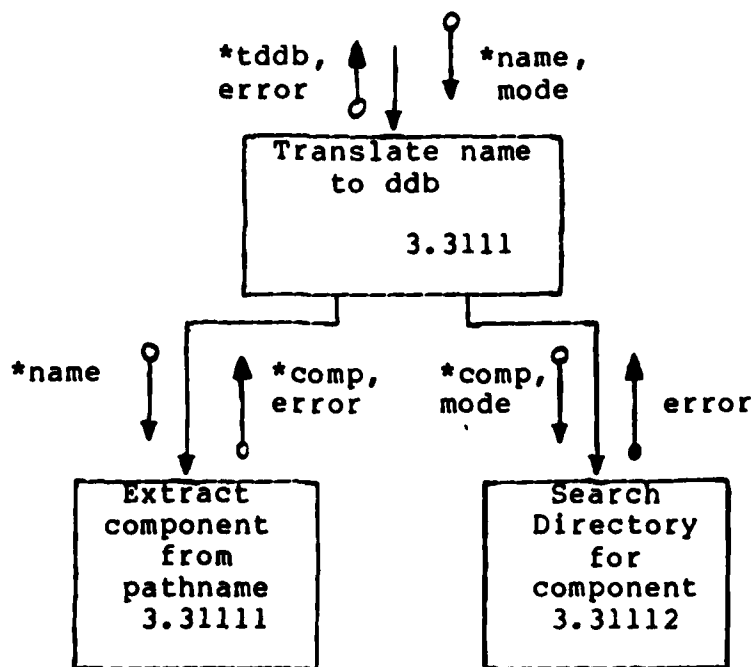 *tddb,
error
*name,
mode
Translate name
to ddb
3.3111
*name
*comp,
error
*comp,
mode
error
Extract
component
from
pathname
3.31111
Search
Directory
for
component
3.31112